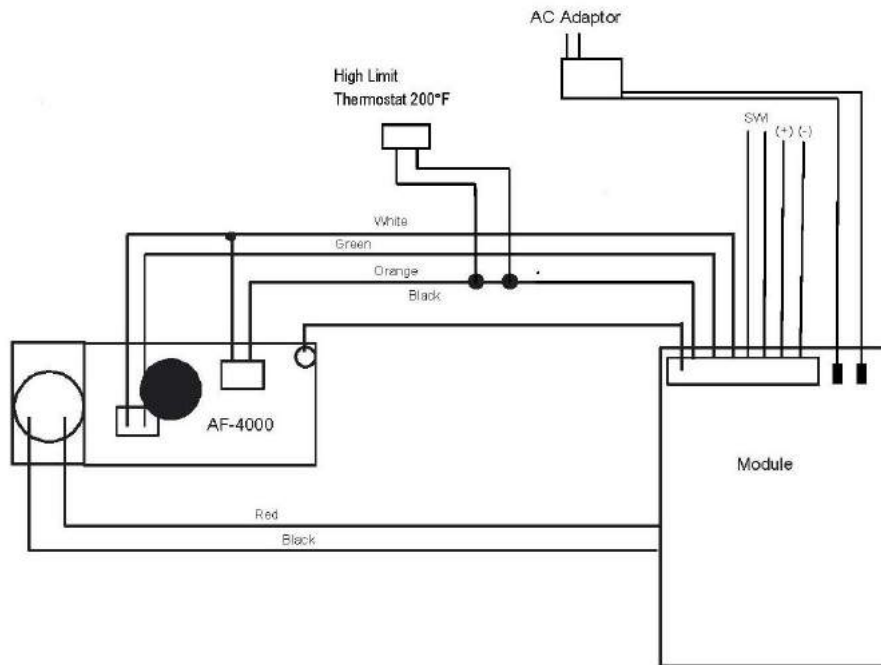 AC Adaptor
High Limit
Thermostat 200°F
SWI
(+) (-)
White
Green
Orange
Black
AF-4000
Module
Red
Black